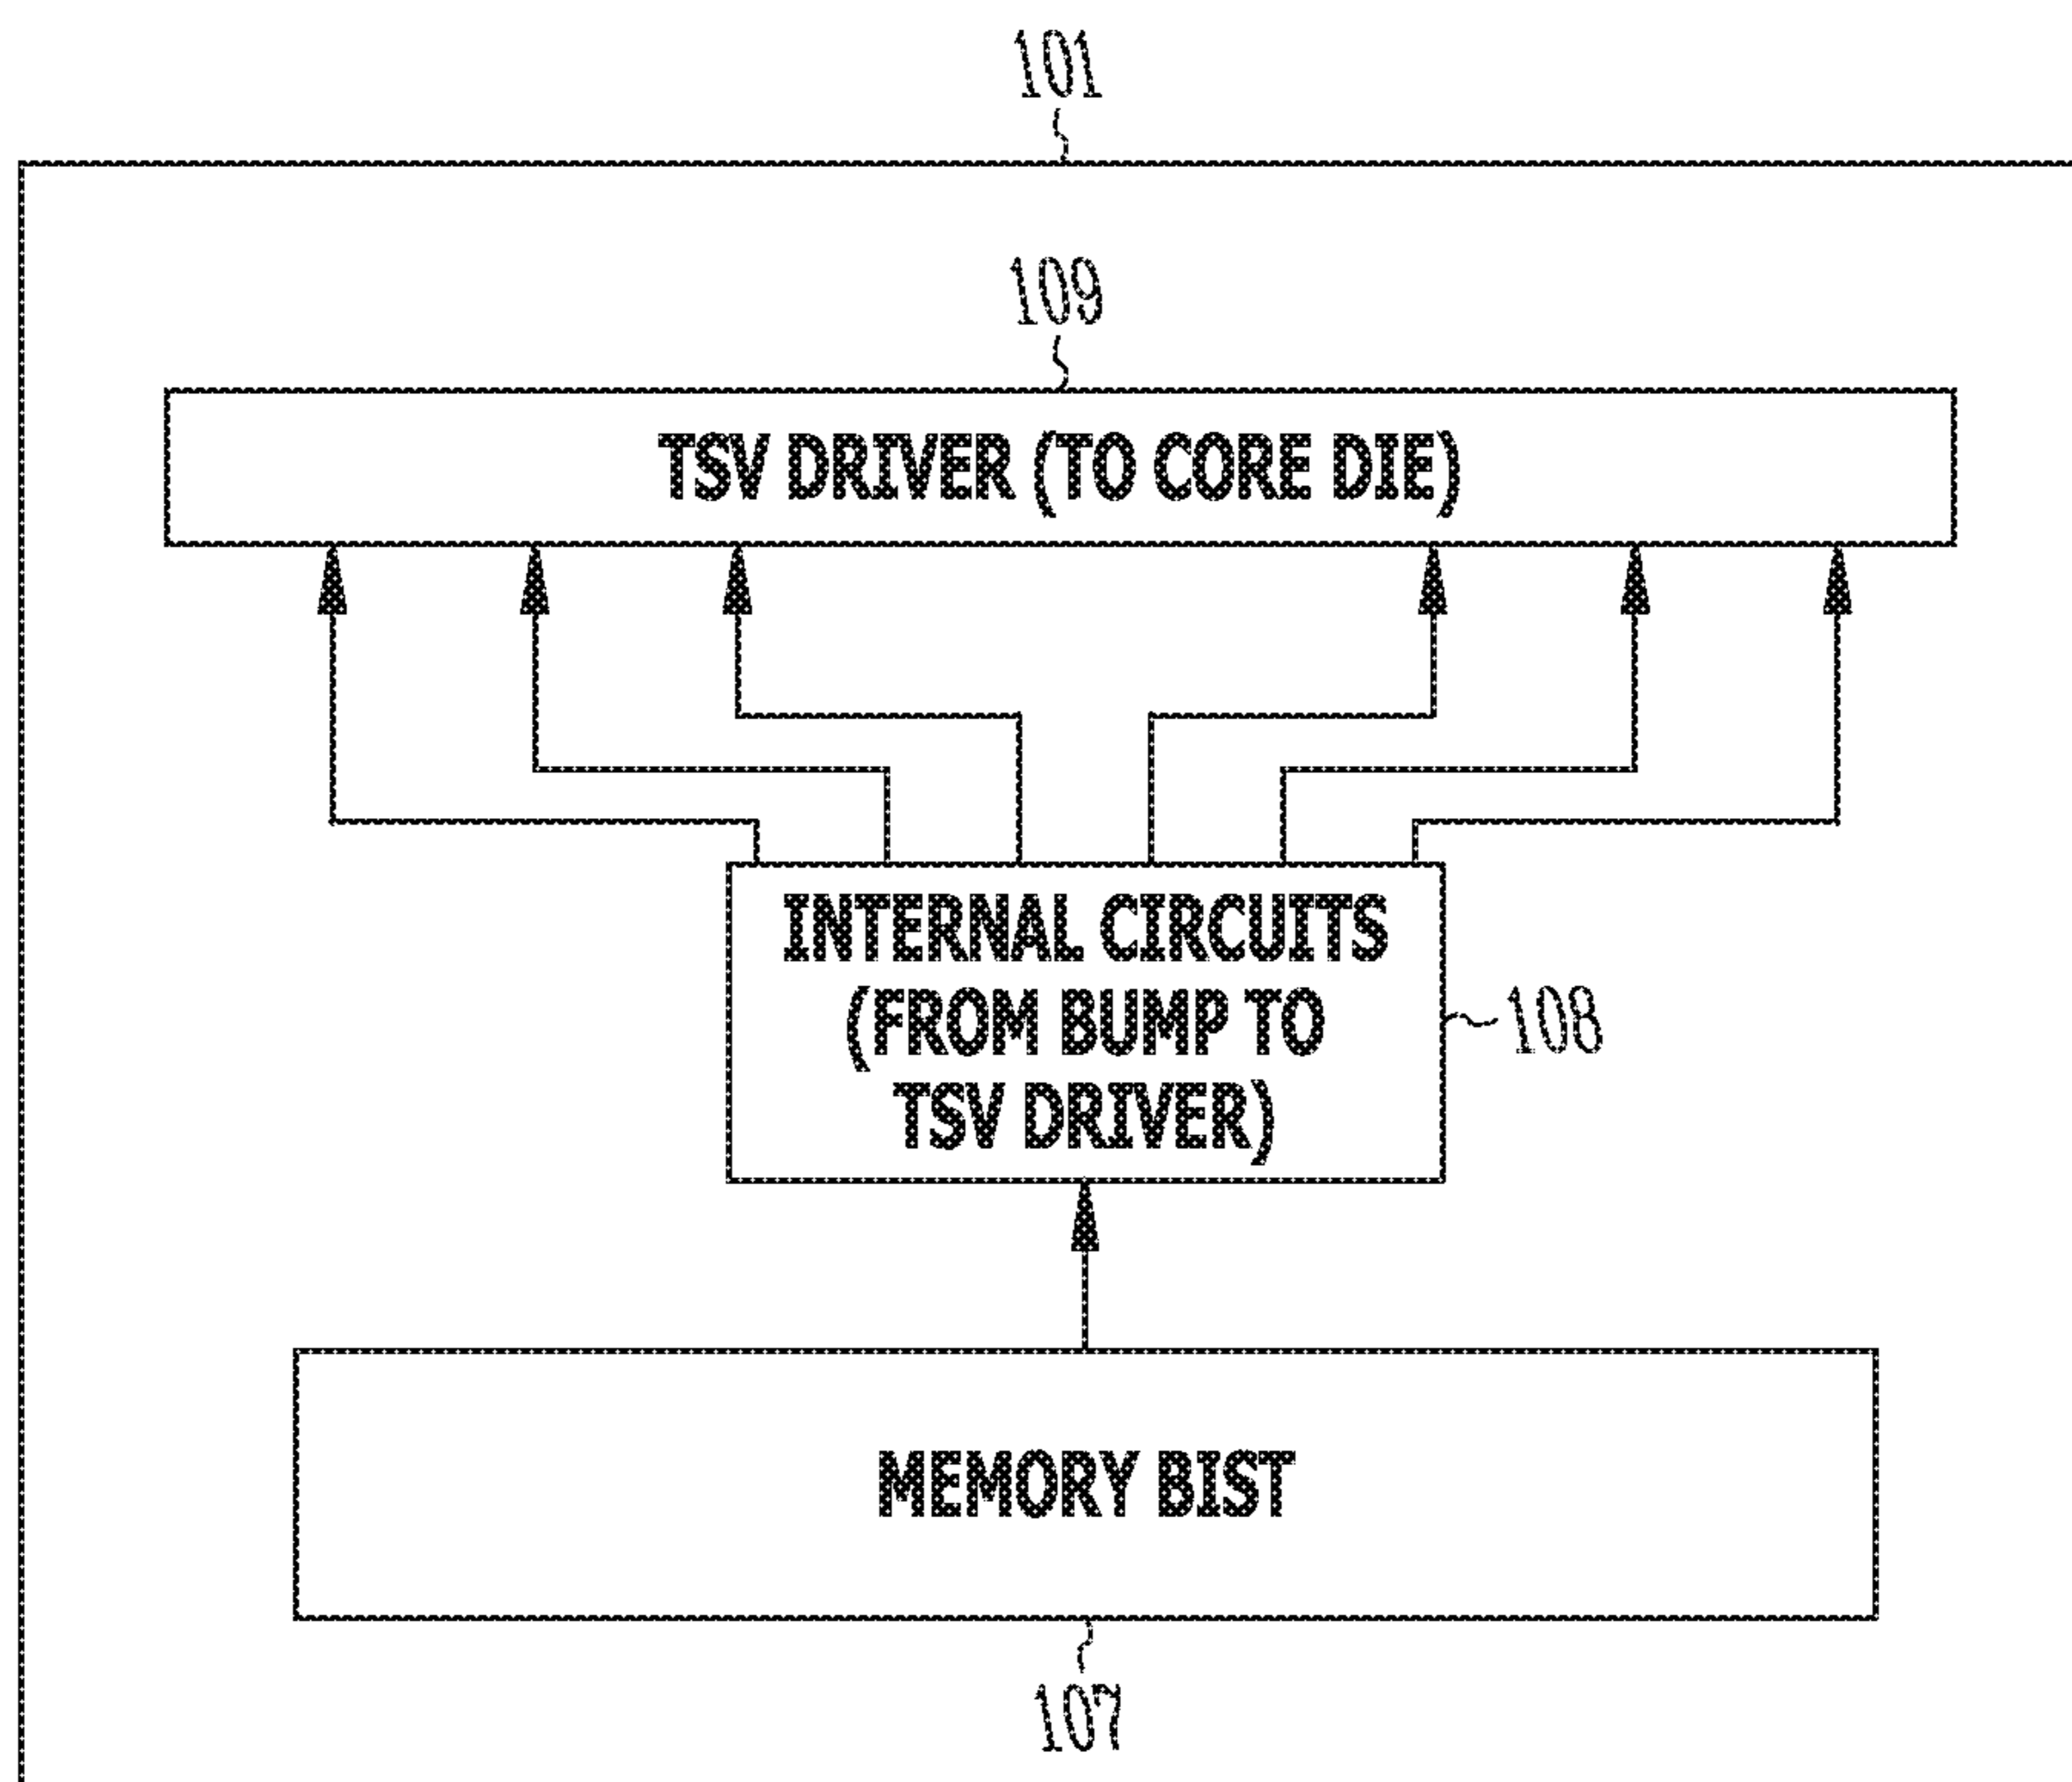 101
109
TSV DRIVER (TO CORE DIE)
INTERNAL CIRCUITS
(FROM BUMP TO
TSV DRIVER)
108
MEMORY BIST
107